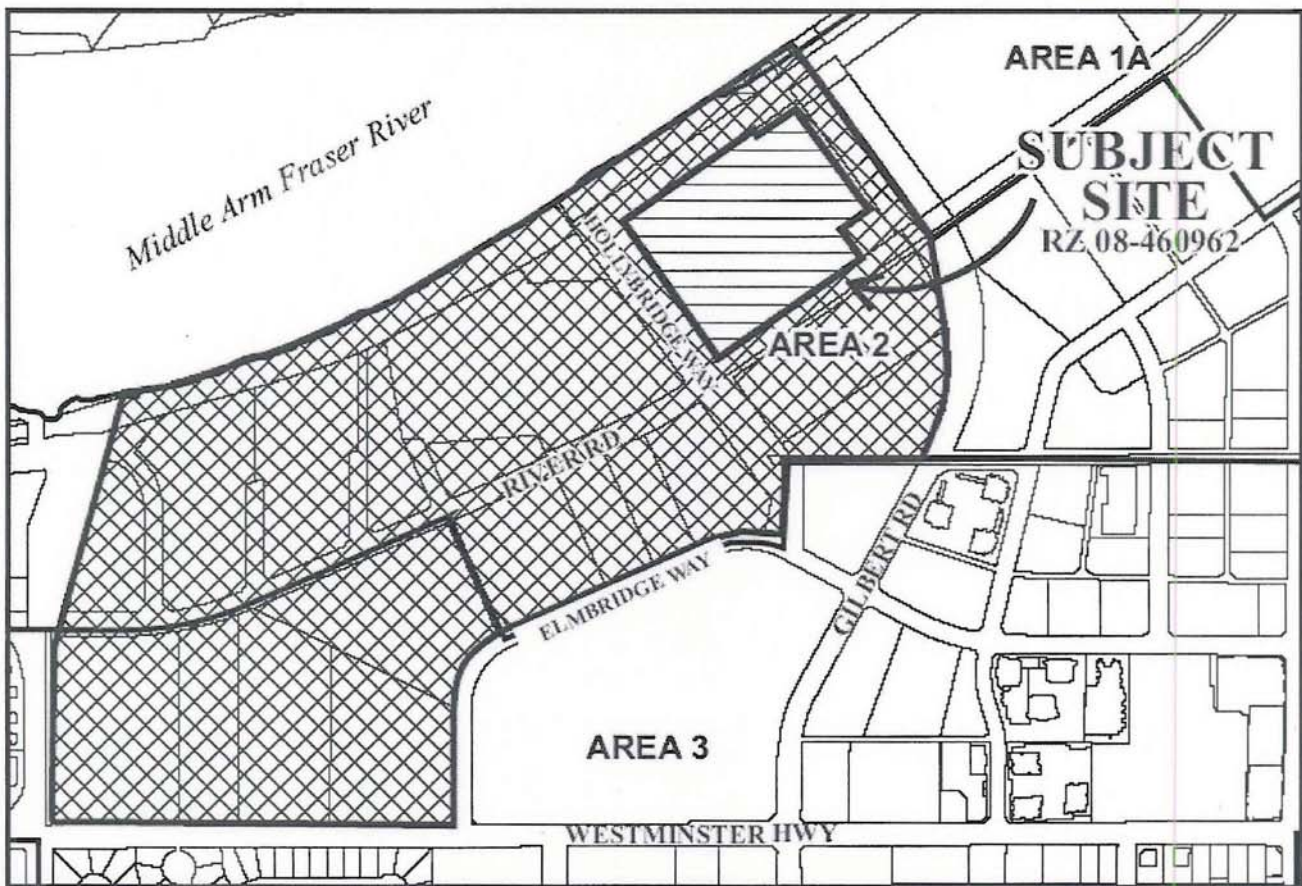 AREA 1A
Middle Arm Fraser River
SUBJECT
SITE
RZ 08-460962
HOLLYBRIDGE WAY
AREA 2
RIVER RD
GILBERT RD
ELMBRIDGE WAY
AREA 3
WESTMINSTER HWY